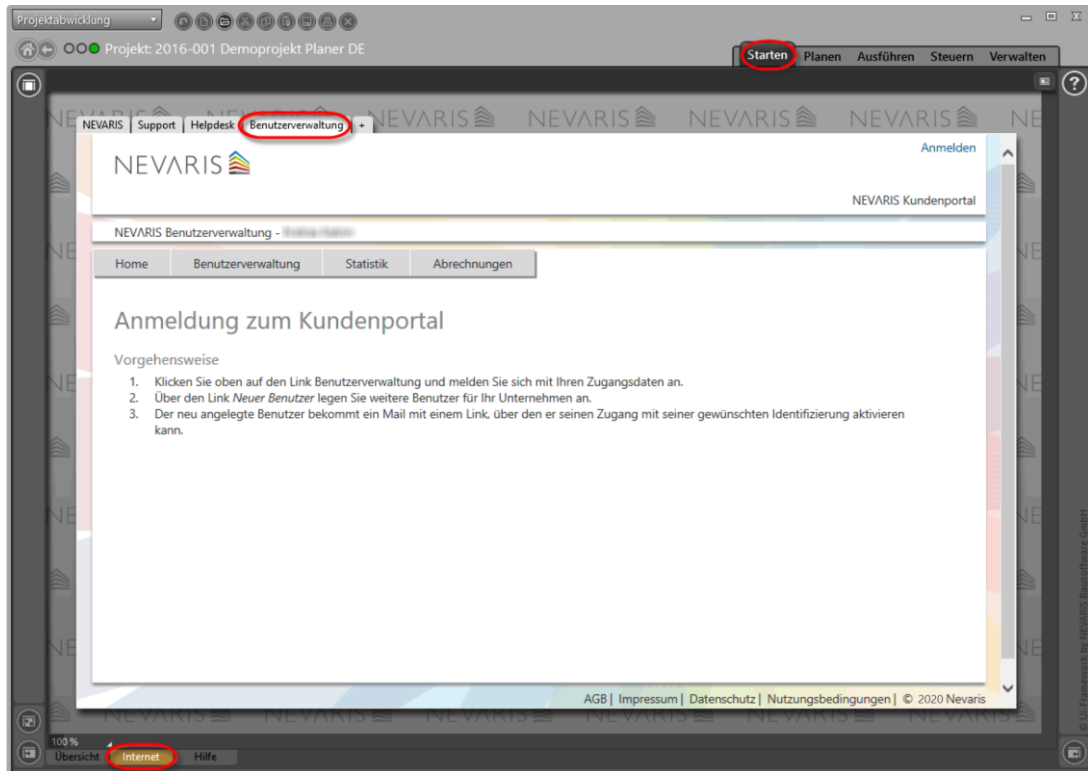 Projektabwicklung
Projekt: 2016-001 Demoprojekt Planer DE
Starten Planen Ausführen Steuern Verwalten
NEVARIS Support Helpdesk Benutzerverwaltung +
NEVARIS
Anmelden
NEVARIS Kundenportal
NEVARIS Benutzerverwaltung -
Home Benutzerverwaltung Statistik Abrechnungen
Anmeldung zum Kundenportal
Vorgehensweise
1. Klicken Sie oben auf den Link Benutzerverwaltung und melden Sie sich mit Ihren Zugangsdaten an.
2. Über den Link Neuer Benutzer legen Sie weitere Benutzer für Ihr Unternehmen an.
3. Der neu angelegte Benutzer bekommt ein Mail mit einem Link, über den er seinen Zugang mit seiner gewünschten Identifizierung aktivieren
kann.
AGB | Impressum | Datenschutz | Nutzungsbedingungen | © 2020 Nevaris
100 %
Übersicht Internet Hilfe